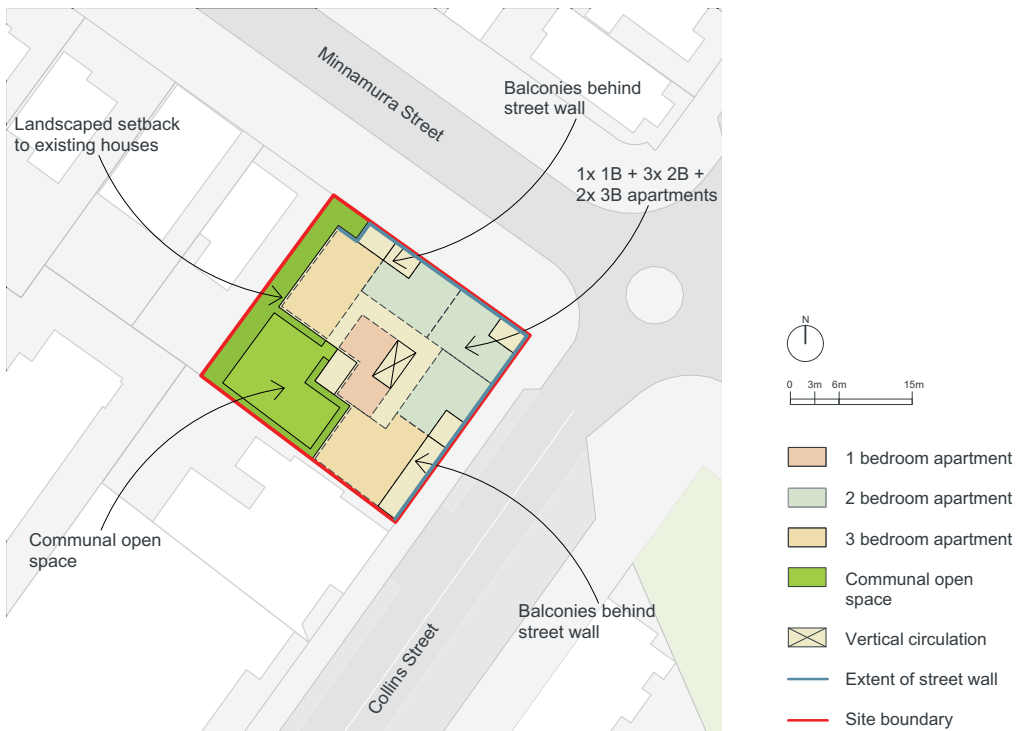 Minnamurra Street
Balconies behind
street wall
Landscaped setback
to existing houses
1x 1B + 3x 2B +
2x 3B apartments
Communal open
space
Balconies behind
street wall
Collins Street
N
0 3m 6m 15m
1 bedroom apartment
2 bedroom apartment
3 bedroom apartment
Communal open
space
Vertical circulation
Extent of street wall
Site boundary